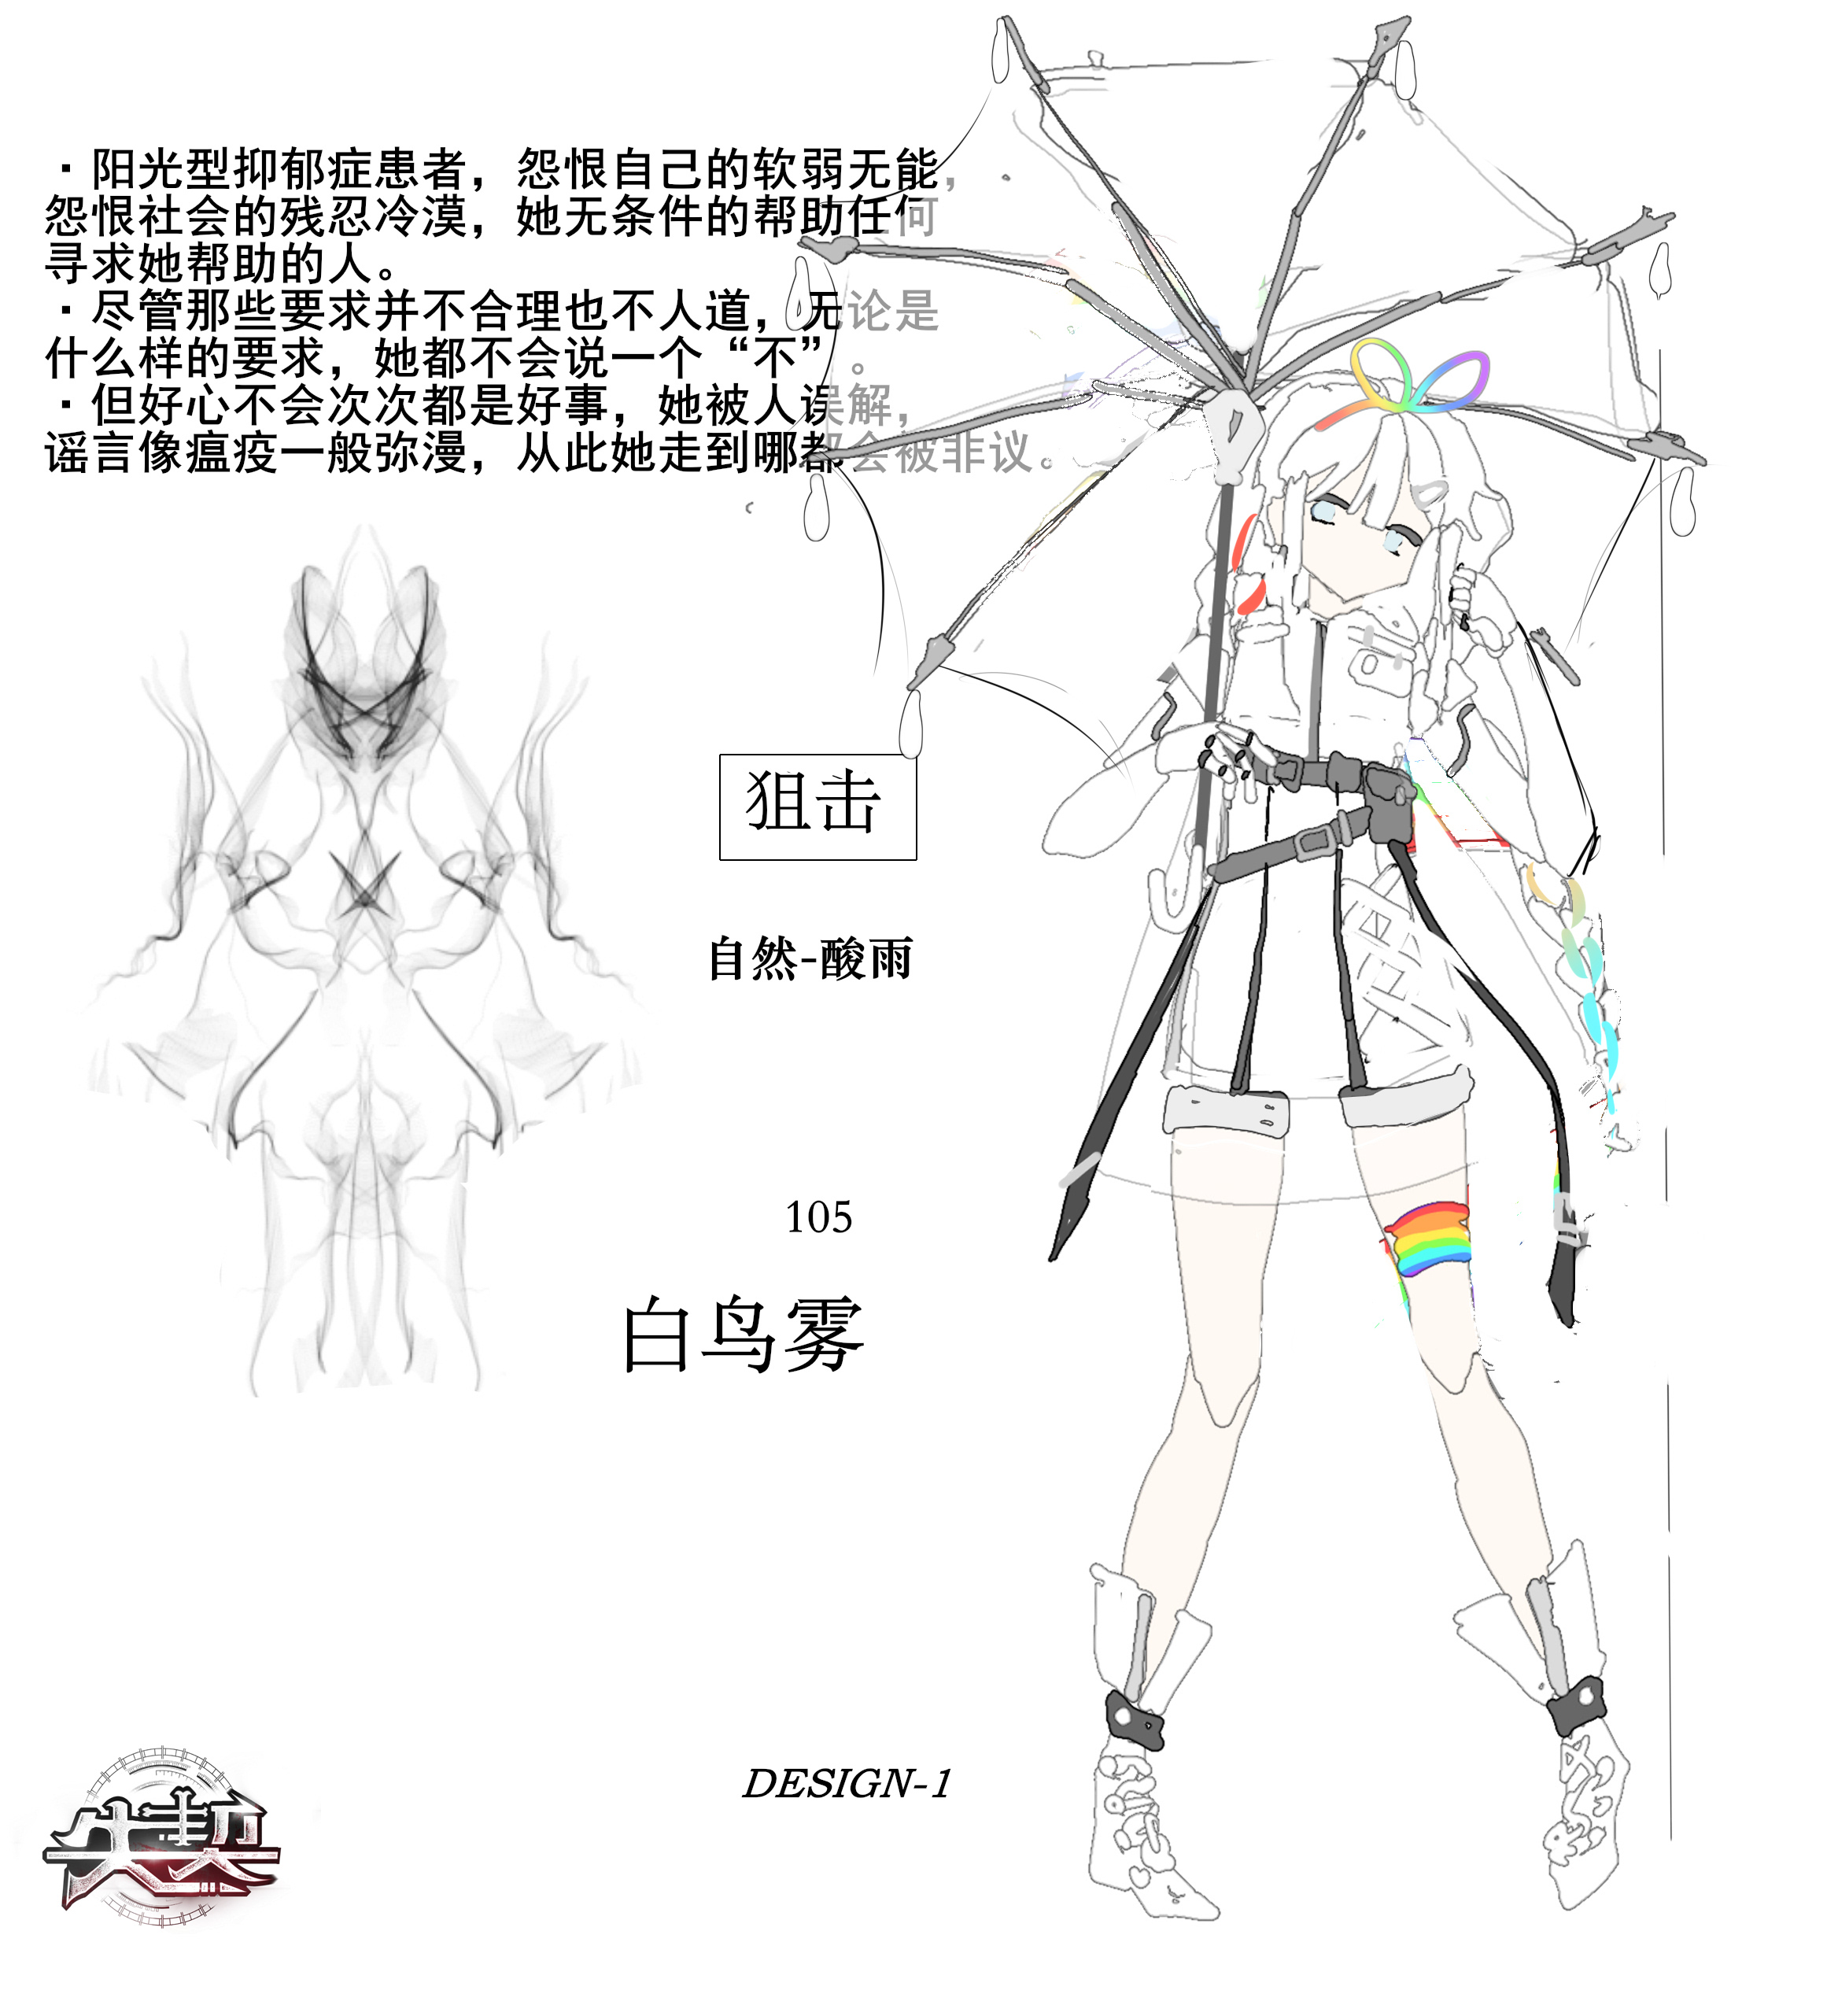 ·阳光型抑郁症患者，怨恨自己的软弱无能，
怨恨社会的残忍冷漠，她无条件的帮助任何
寻求她帮助的人。
·尽管那些要求并不合理也不人道，无论是
什么样的要求，她都不会说一个“不”。
·但好心不会次次都是好事，她被人误解，
谣言像瘟疫一般弥漫，从此她走到哪都会被非议。
狙击
自然-酸雨
105
白鸟雾
DESIGN-1
失契